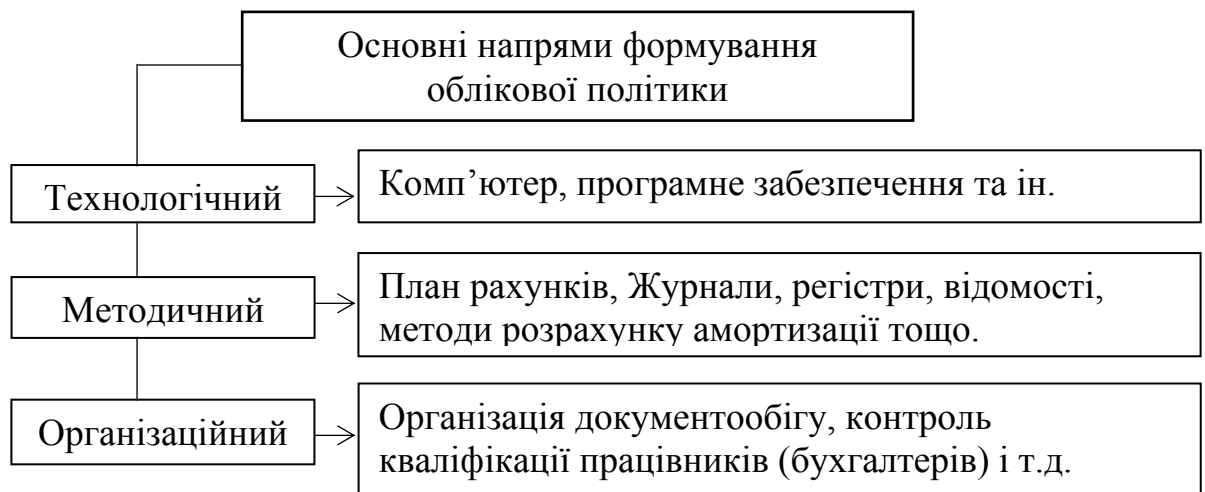 Основні напрями формування
облікової політики
Технологічний
Комп’ютер, програмне забезпечення та ін.
Методичний
План рахунків, Журнали, регістри, відомості,
методи розрахунку амортизації тощо.
Організаційний
Організація документообігу, контроль
кваліфікації працівників (бухгалтерів) і т.д.